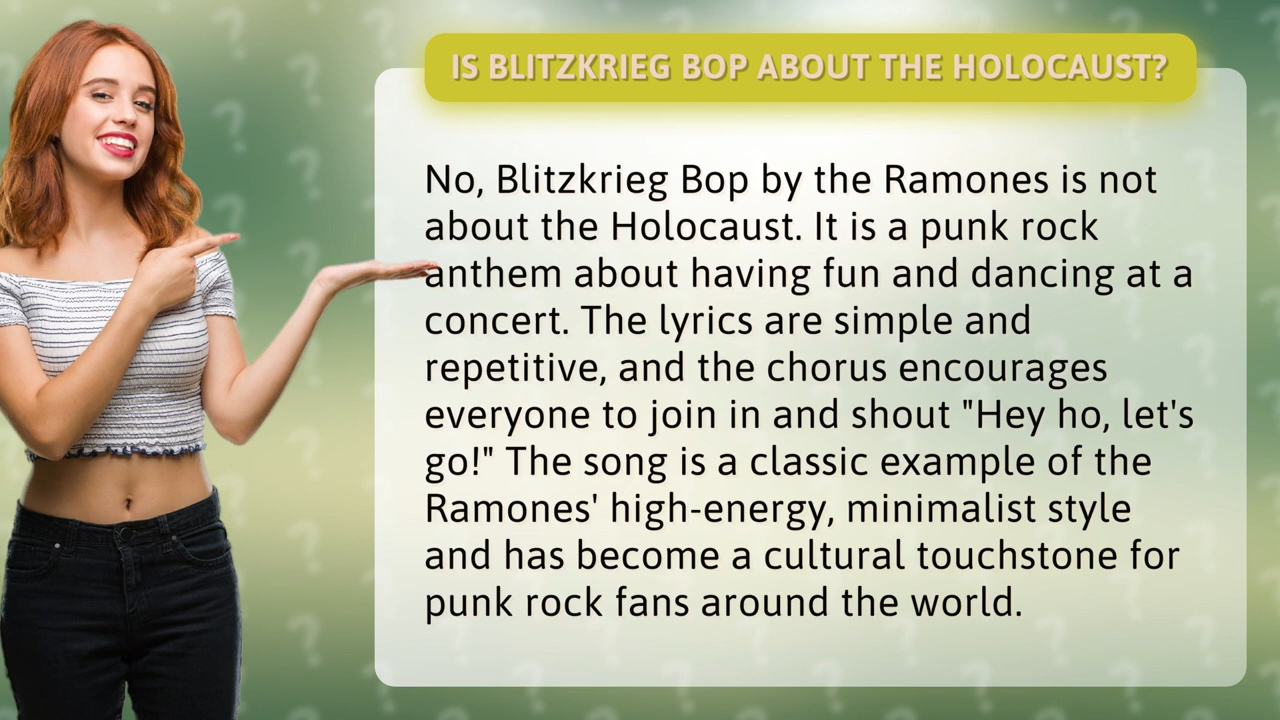 IS BLITZKRIEG BOP ABOUT THE HOLOCAUST?
No, Blitzkrieg Bop by the Ramones is not
about the Holocaust. It is a punk rock
anthem about having fun and dancing at a
concert. The lyrics are simple and
repetitive, and the chorus encourages
everyone to join in and shout "Hey ho, let's
go!" The song is a classic example of the
Ramones' high-energy, minimalist style
and has become a cultural touchstone for
punk rock fans around the world.